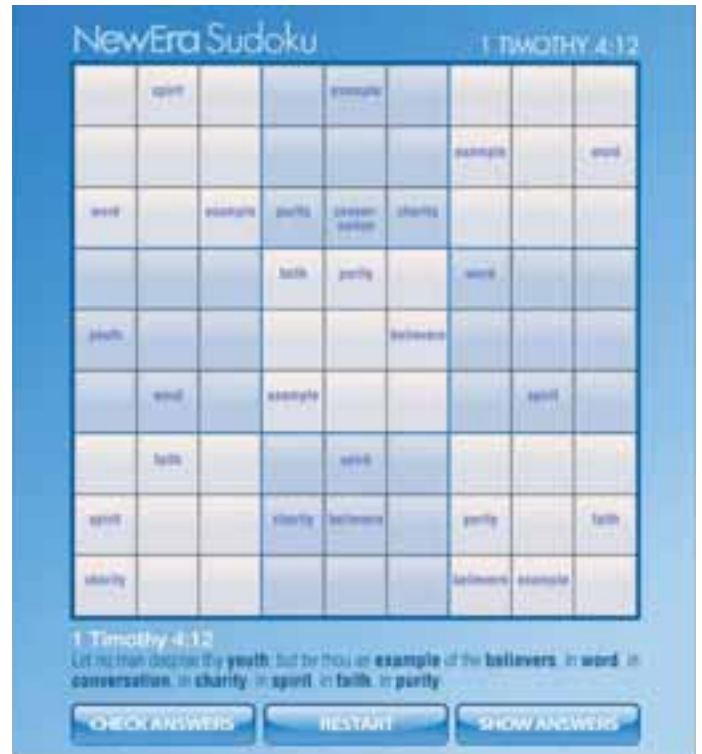 NewEra Sudoku 1 TIMOTHY 4:12
spirit example
example word
word example purity conver-
sation charity
faith purity word
youth believers
word example spirit
faith spirit
spirit charity believers purity faith
charity believers example
1 Timothy 4:12
Let no man despise thy youth, but be thou an example of the believers, in word, in
conversation, in charity, in spirit, in faith, in purity.
CHECK ANSWERS RESTART SHOW ANSWERS